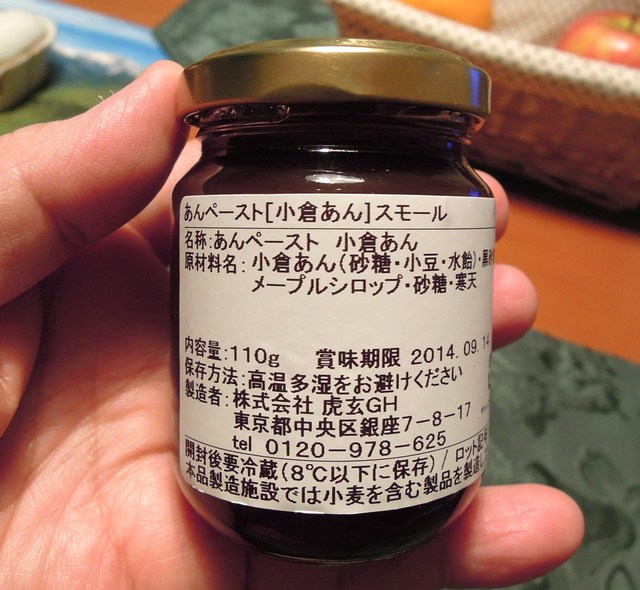 あんペースト[小倉あん]スモール
名称:あんペースト 小倉あん
原材料名: 小倉あん(砂糖・小豆・水飴)・黒
メープルシロップ・砂糖・寒天
内容量:110g 賞味期限 2014.09.14
保存方法:高温多湿をお避けください
製造者:株式会社 虎玄GH
東京都中央区銀座7-8-17
tel 0120-978-625
開封後要冷蔵(8℃以下に保存)/ ロット記
本品製造施設では小麦を含む製品を製造し